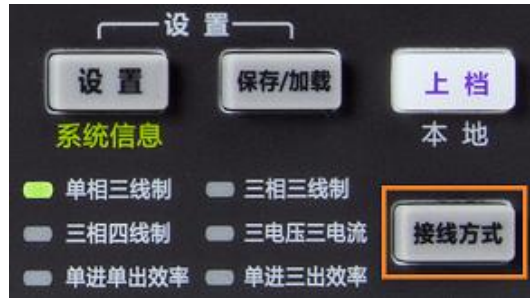 设置
设置 保存/加载 上档
系统信息 本地
单相三线制 三相三线制
三相四线制 三电压三电流 接线方式
单进单出效率 单进三出效率